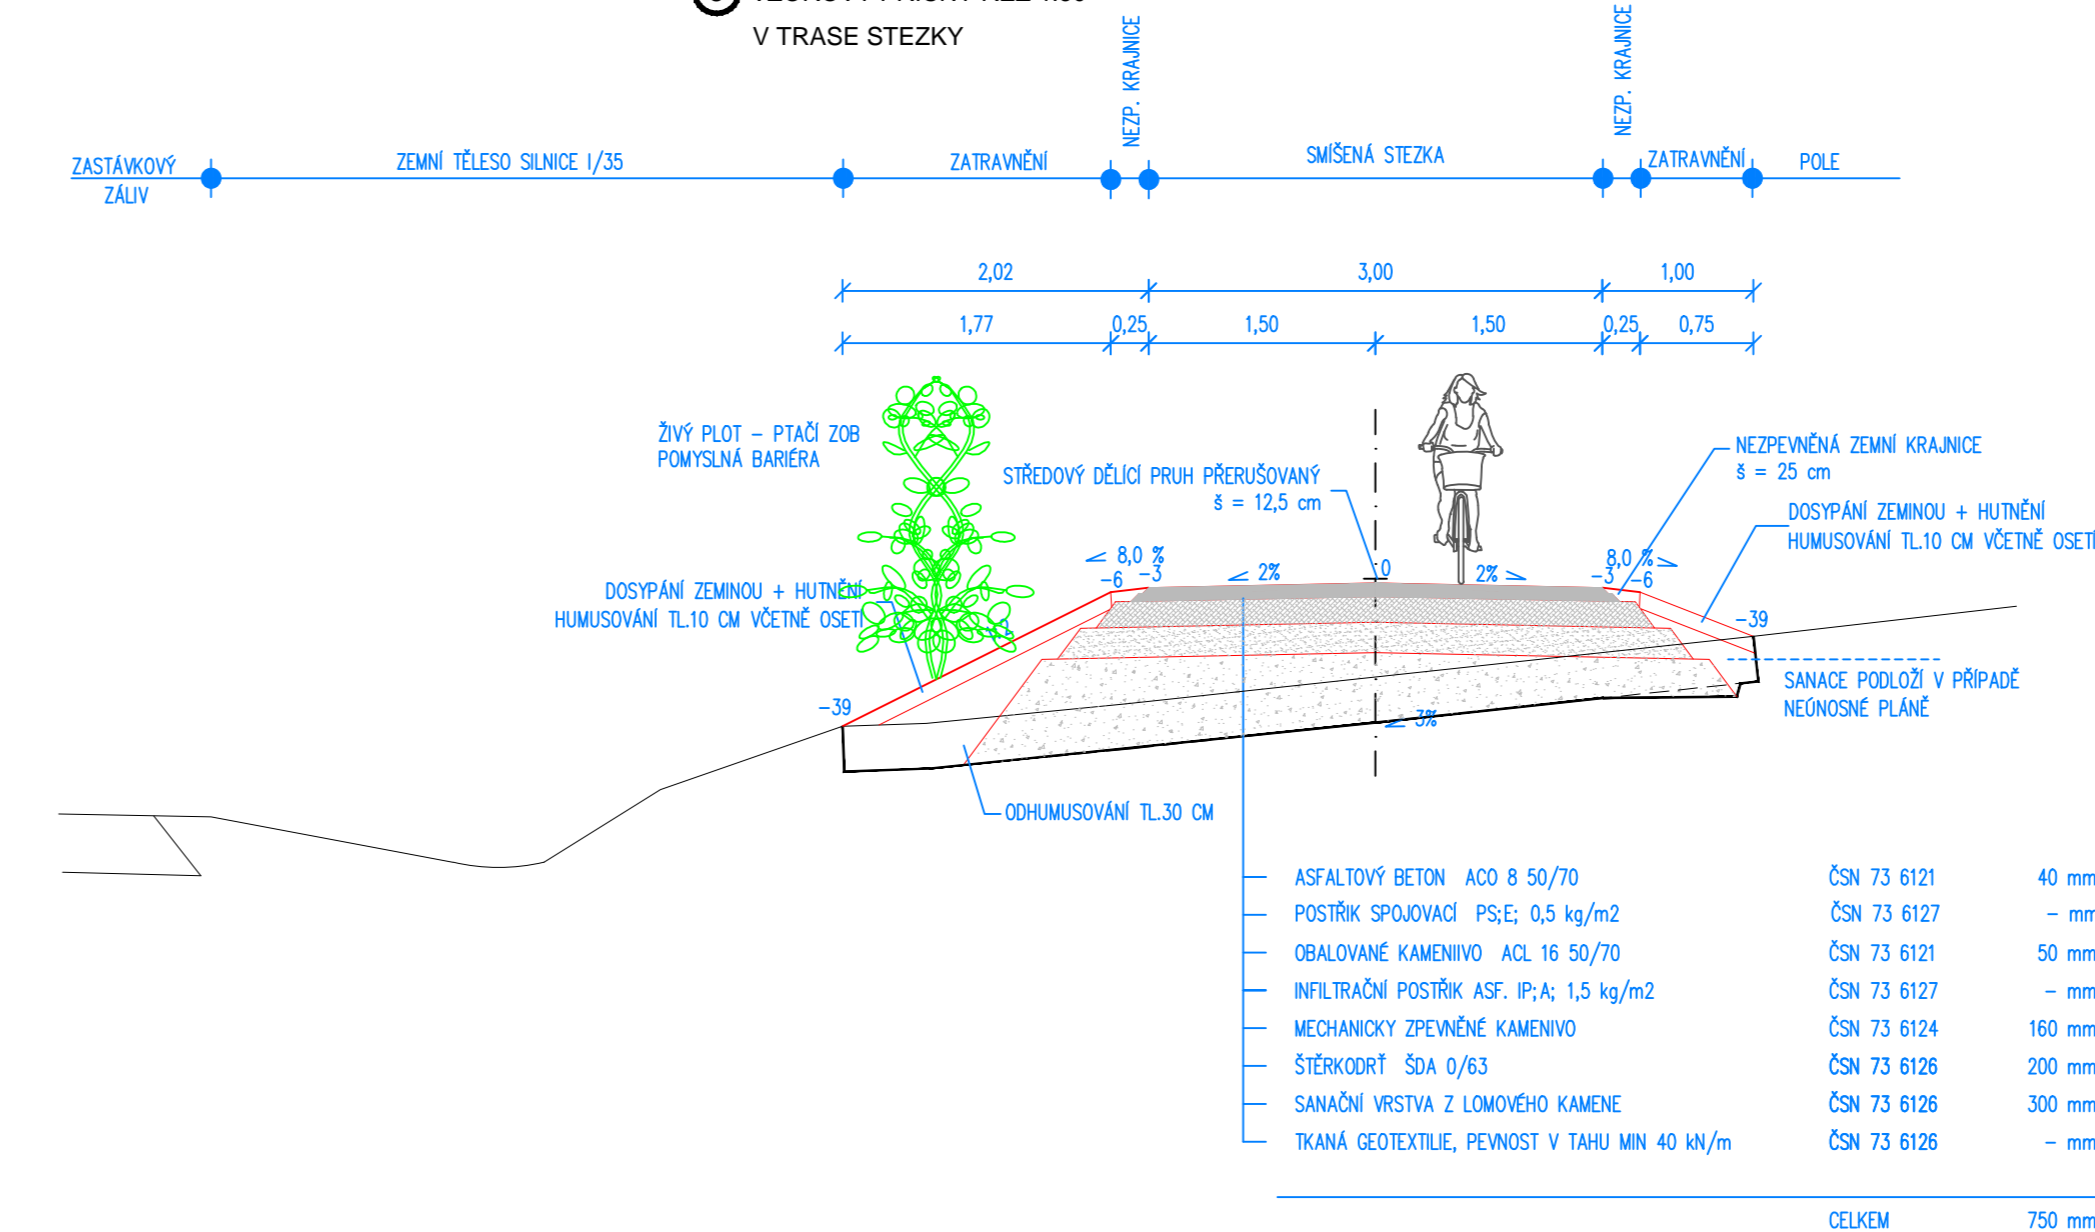 V TRASE STEZKY
NEZP. KRAJNICE
NEZP. KRAJNICE
ZASTÁVKOVÝ
ZÁLIV
ZEMNÍ TĚLESO SILNICE I/35
ZATRAVNĚNÍ
SMÍŠENÁ STEZKA
ZATRAVNĚNÍ
POLE
2,02
3,00
1,00
1,77
0,25
1,50
1,50
0,25
0,75
ŽIVÝ PLOT – PTAČÍ ZOB
POMYSLNÁ BARIÉRA
STŘEDOVÝ DĚLÍCÍ PRUH PŘERUŠOVANÝ
š = 12,5 cm
NEZPEVNĚNÁ ZEMNÍ KRAJNICE
š = 25 cm
DOSYPÁNÍ ZEMINOU + HUTNĚNÍ
HUMUSOVÁNÍ TL.10 CM VČETNĚ OSETÍ
DOSYPÁNÍ ZEMINOU + HUTNĚNÍ
HUMUSOVÁNÍ TL.10 CM VČETNĚ OSETÍ
8,0 %
-6
-3
2%
0
2%
8,0 %
-3
-6
-39
-39
3%
SANACE PODLOŽÍ V PŘÍPADĚ
NEÚNOSNÉ PLÁNĚ
ODHUMUSOVÁNÍ TL.30 CM
ASFALTOVÝ BETON ACO 8 50/70 ČSN 73 6121 40 mm
POSTŘIK SPOJOVACÍ PS;E; 0,5 kg/m2 ČSN 73 6127 – mm
OBALOVANÉ KAMENIIVO ACL 16 50/70 ČSN 73 6121 50 mm
INFILTRAČNÍ POSTŘIK ASF. IP;A; 1,5 kg/m2 ČSN 73 6127 – mm
MECHANICKY ZPEVNĚNÉ KAMENIVO ČSN 73 6124 160 mm
ŠTĚRKODRŤ ŠDA 0/63 ČSN 73 6126 200 mm
SANAČNÍ VRSTVA Z LOMOVÉHO KAMENE ČSN 73 6126 300 mm
TKANÁ GEOTEXTILIE, PEVNOST V TAHU MIN 40 kN/m ČSN 73 6126 – mm
CELKEM 750 mm